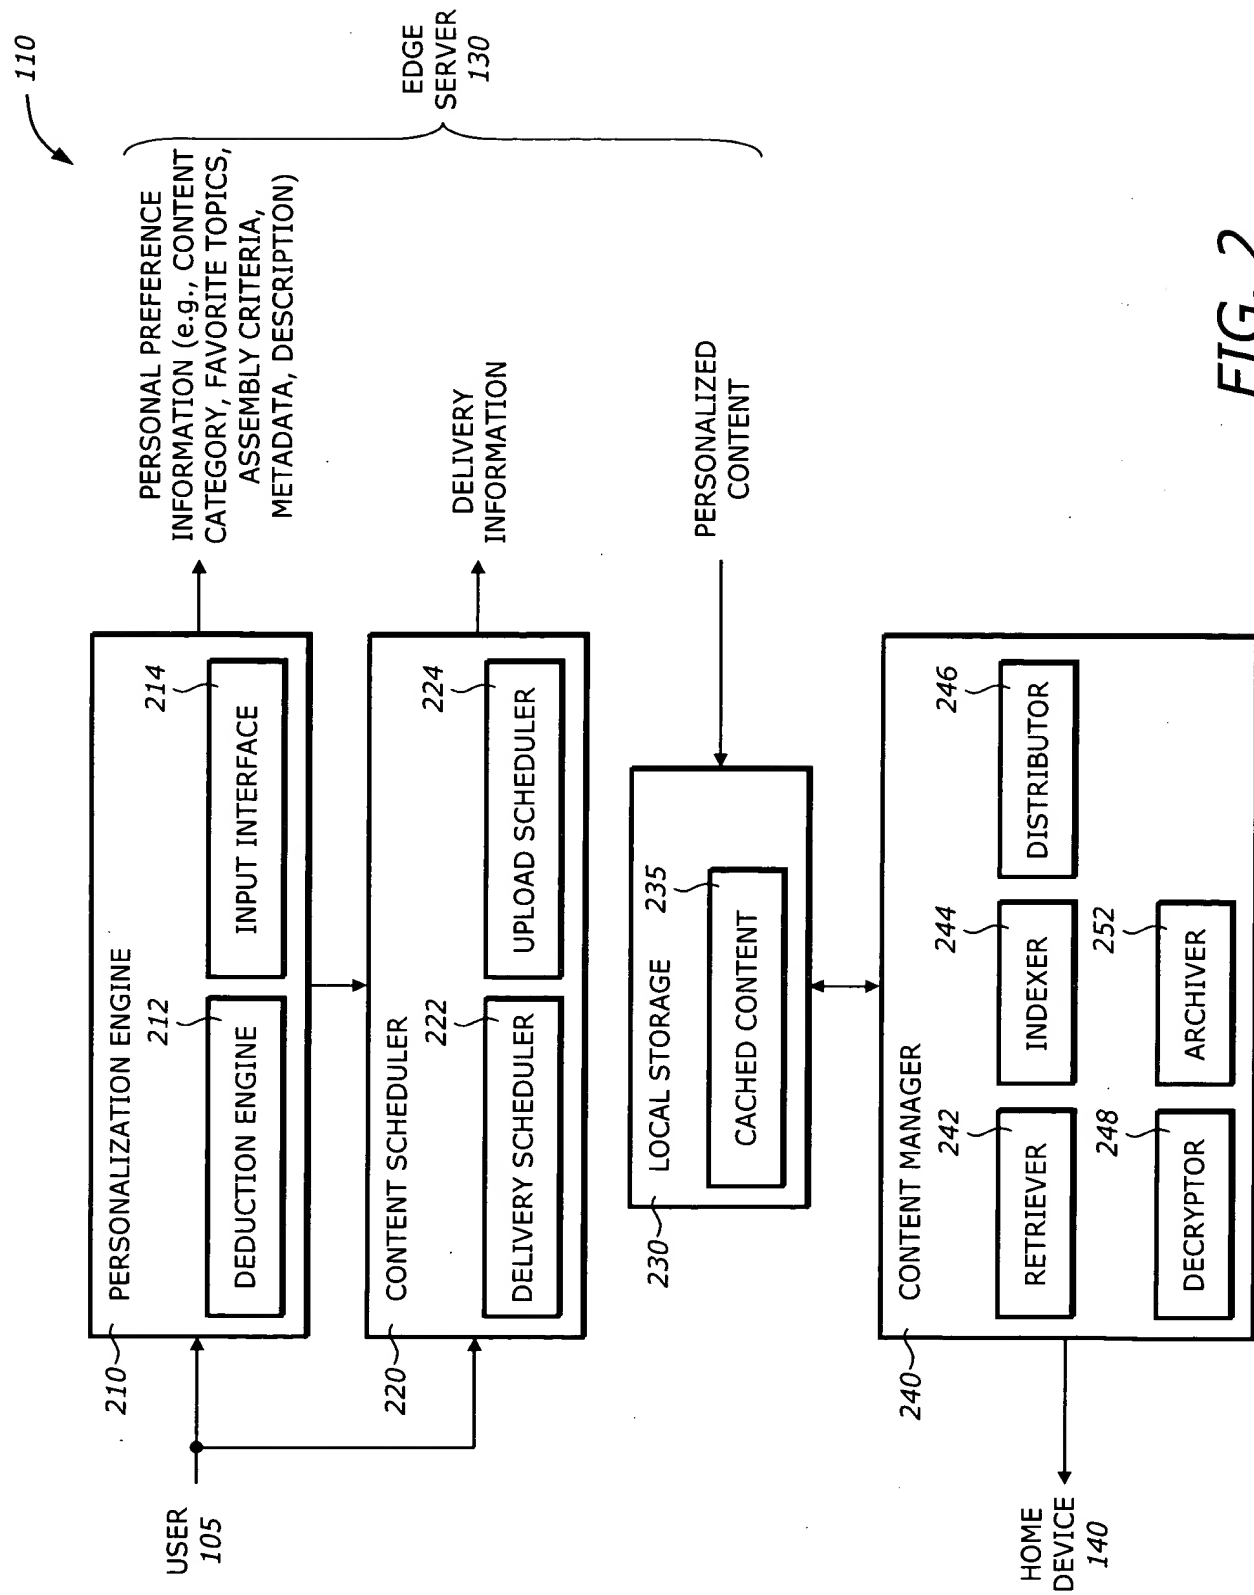 110
USER
105
210
PERSONALIZATION ENGINE
212
DEDUCTION ENGINE
214
INPUT INTERFACE
PERSONAL PREFERENCE
INFORMATION (e.g., CONTENT
CATEGORY, FAVORITE TOPICS,
ASSEMBLY CRITERIA,
METADATA, DESCRIPTION)
220
CONTENT SCHEDULER
222
DELIVERY SCHEDULER
224
UPLOAD SCHEDULER
DELIVERY
INFORMATION
EDGE
SERVER
130
230
LOCAL STORAGE
235
CACHED CONTENT
PERSONALIZED
CONTENT
240
CONTENT MANAGER
242
RETRIEVER
244
INDEXER
246
DISTRIBUTOR
248
DECRYPTOR
252
ARCHIVER
HOME
DEVICE
140
FIG. 2